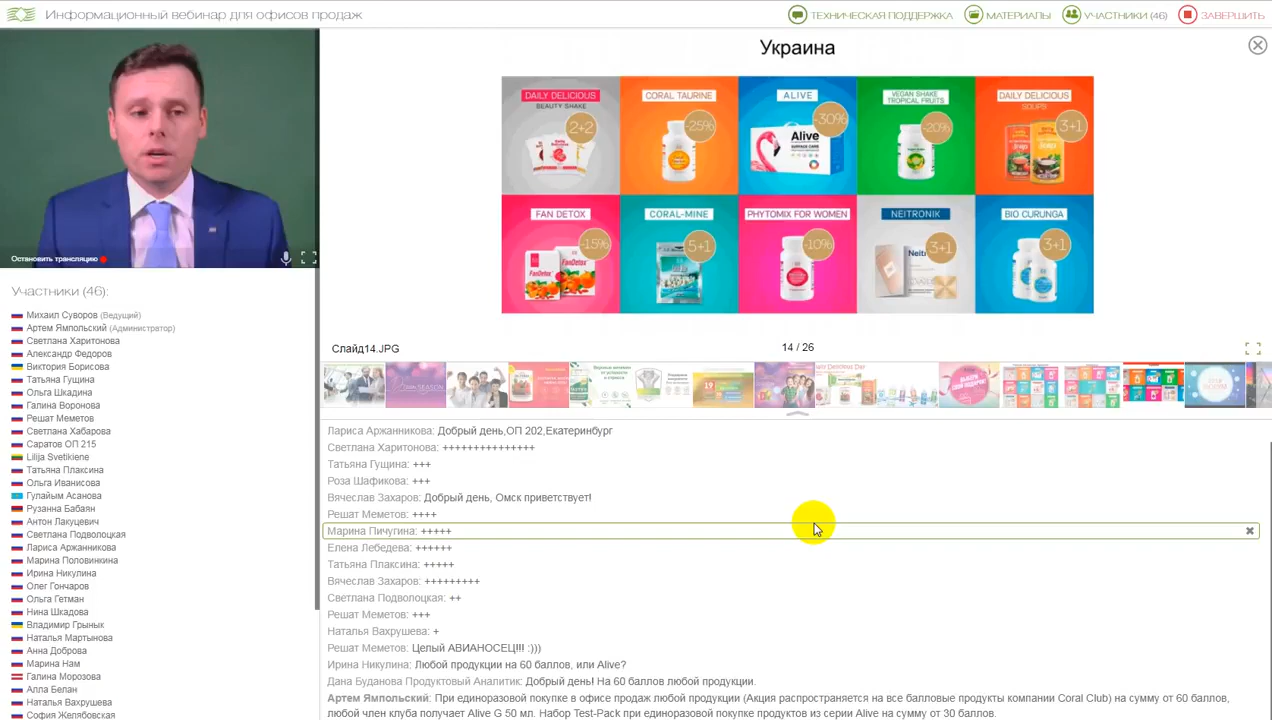 Информационный вебинар для офисов продаж
ТЕХНИЧЕСКАЯ ПОДДЕРЖКА
МАТЕРИАЛЫ
УЧАСТНИКИ (46)
ЗАВЕРШИТЬ
Остановить трансляцию
Участники (46):
Михаил Суворов (Ведущий)
Артем Ямпольский (Администратор)
Светлана Харитонова
Александр Федоров
Виктория Борисова
Татьяна Гущина
Ольга Шкадина
Галина Воронова
Решат Меметов
Светлана Хабарова
Саратов ОП 215
Lilija Svetikiene
Татьяна Плаксина
Ольга Иванисова
Гулайым Асанова
Рузанна Бабаян
Антон Лакуцевич
Светлана Подволоцкая
Лариса Аржанникова
Марина Половинкина
Ирина Никулина
Олег Гончаров
Ольга Гетман
Нина Шкадова
Владимир Грынык
Наталья Мартынова
Анна Доброва
Марина Нам
Галина Морозова
Алла Белан
Наталья Вахрушева
София Желябовская
Украина
DAILY DELICIOUS
BEAUTY SHAKE
2+2
CORAL TAURINE
-25%
ALIVE
-30%
Alive
VEGAN SHAKE
TROPICAL FRUITS
-20%
DAILY DELICIOUS
SOUPS
3+1
FAN DETOX
-15%
FanDetox
FanDetox
CORAL-MINE
5+1
PHYTOMIX FOR WOMEN
-10%
NEITRONIK
3+1
BIO CURUNGA
3+1
Слайд14.JPG
14 / 26
Лариса Аржанникова: Добрый день,ОП 202,Екатеринбург
Светлана Харитонова: +++++++++++++++
Татьяна Гущина: +++
Роза Шафикова: +++
Вячеслав Захаров: Добрый день, Омск приветствует!
Решат Меметов: ++++
Марина Пичугина: +++++
Елена Лебедева: ++++++
Татьяна Плаксина: +++++
Вячеслав Захаров: +++++++++
Светлана Подволоцкая: ++
Решат Меметов: +++
Наталья Вахрушева: +
Решат Меметов: Целый АВИАНОСЕЦ!!! :)))
Ирина Никулина: Любой продукции на 60 баллов, или Alive?
Дана Буданова Продуктовый Аналитик: Добрый день! На 60 баллов любой продукции.
Артем Ямпольский: При единоразовой покупке в офисе продаж любой продукции (Акция распространяется на все балловые продукты компании Coral Club) на сумму от 60 баллов,
любой член клуба получает Alive G 50 мл. Набор Test-Pack при единоразовой покупке продуктов из серии Alive на сумму от 30 баллов.